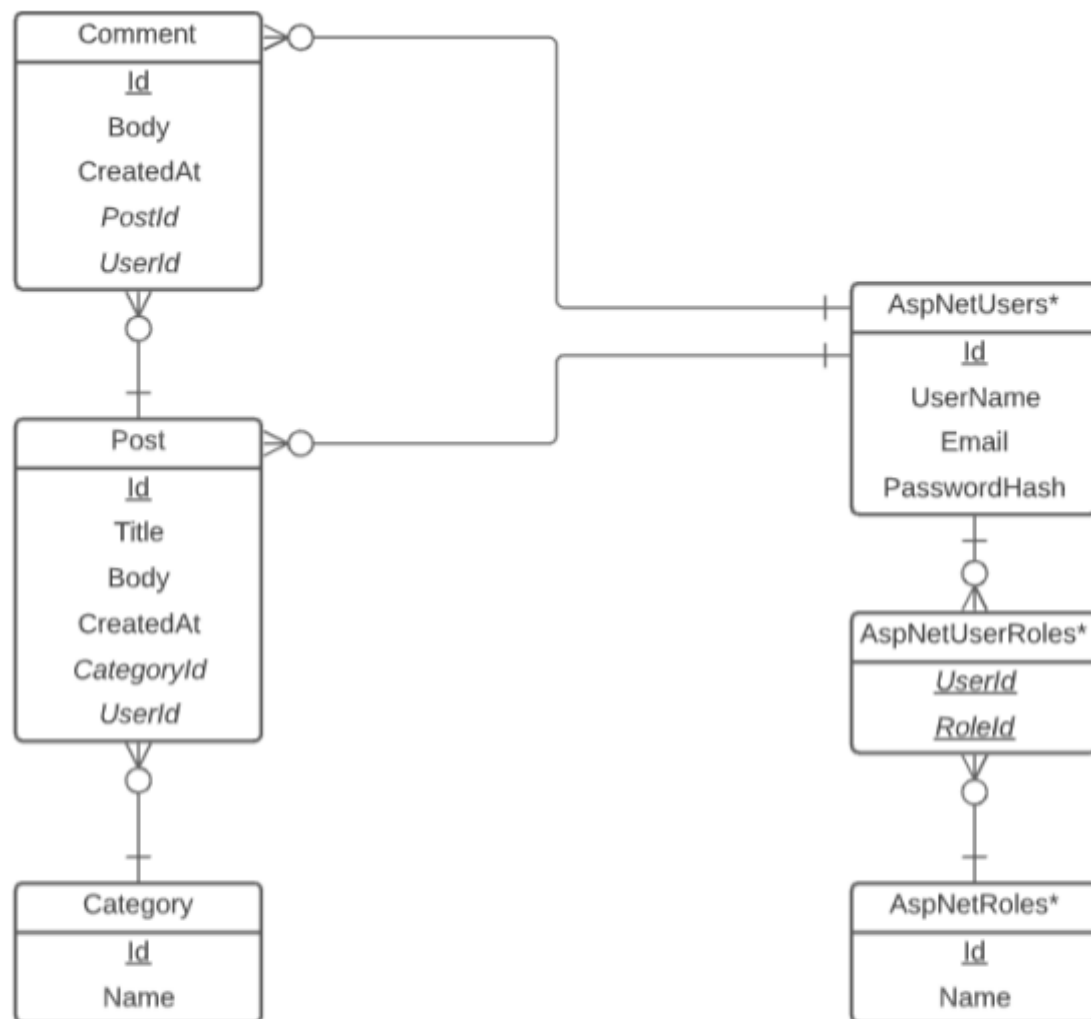 Comment
Id
Body
CreatedAt
PostId
UserId
Post
Id
Title
Body
CreatedAt
CategoryId
UserId
Category
Id
Name
AspNetUsers*
Id
UserName
Email
PasswordHash
AspNetUserRoles*
UserId
RoleId
AspNetRoles*
Id
Name